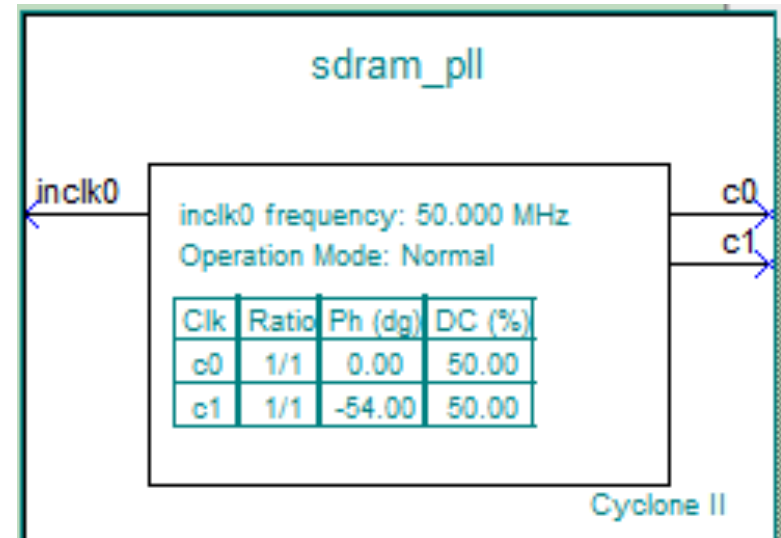 sdram_pll
inclk0
c0
inclk0 frequency: 50.000 MHz
c1
Operation Mode: Normal
Clk Ratio Ph (dg) DC (%)
c0 1/1 0.00 50.00
c1 1/1 -54.00 50.00
Cyclone II